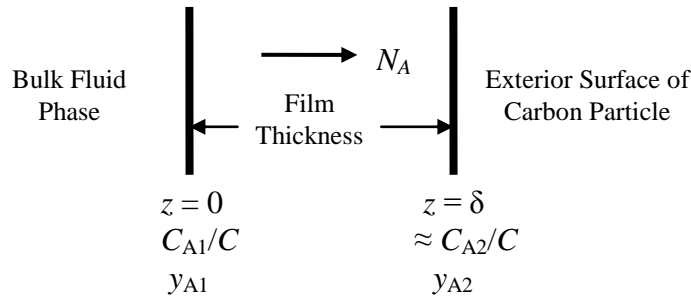 Bulk Fluid
Phase
N_A
Exterior Surface of
Carbon Particle
Film
Thickness
z = 0
z = δ
C_A1/C
≈ C_A2/C
y_A1
y_A2